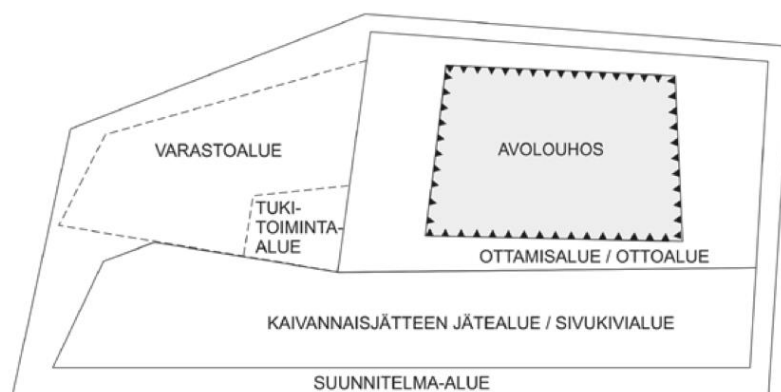 VARASTOALUE
AVOLOUHOS
TUKI-
TOIMINTA-
ALUE
OTTAMISALUE / OTTOALUE
KAIVANNAISJÄTTEEN JÄTEALUE / SIVUKIVIALUE
SUUNNITELMA-ALUE